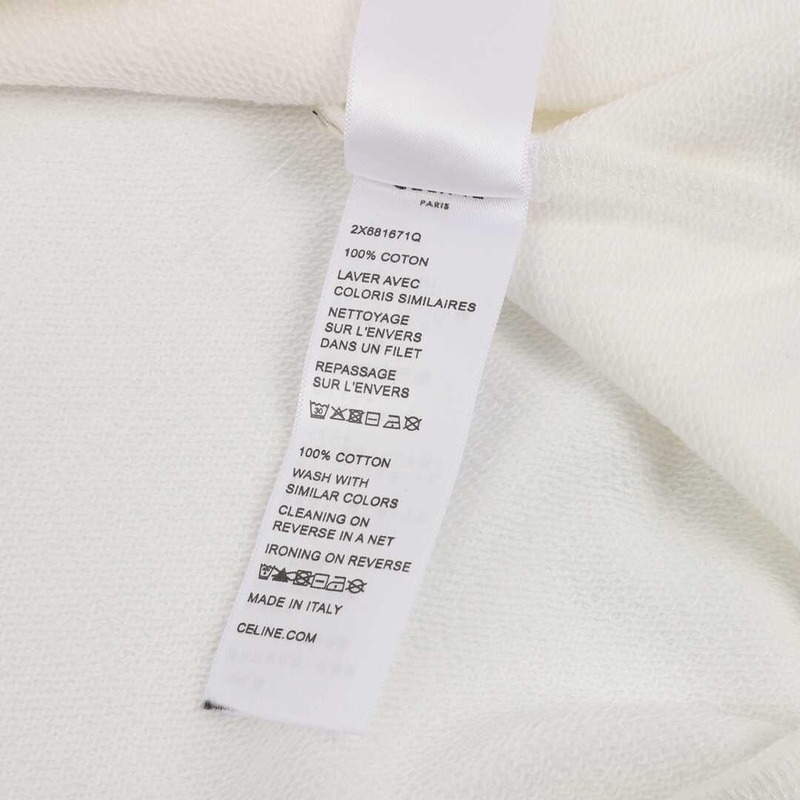 PARIS
2X681671Q
100% COTON
LAVER AVEC
COLORIS SIMILAIRES
NETTOYAGE
SUR L'ENVERS
DANS UN FILET
REPASSAGE
SUR L'ENVERS
30
100% COTTON
WASH WITH
SIMILAR COLORS
CLEANING ON
REVERSE IN A NET
IRONING ON REVERSE
MADE IN ITALY
CELINE.COM